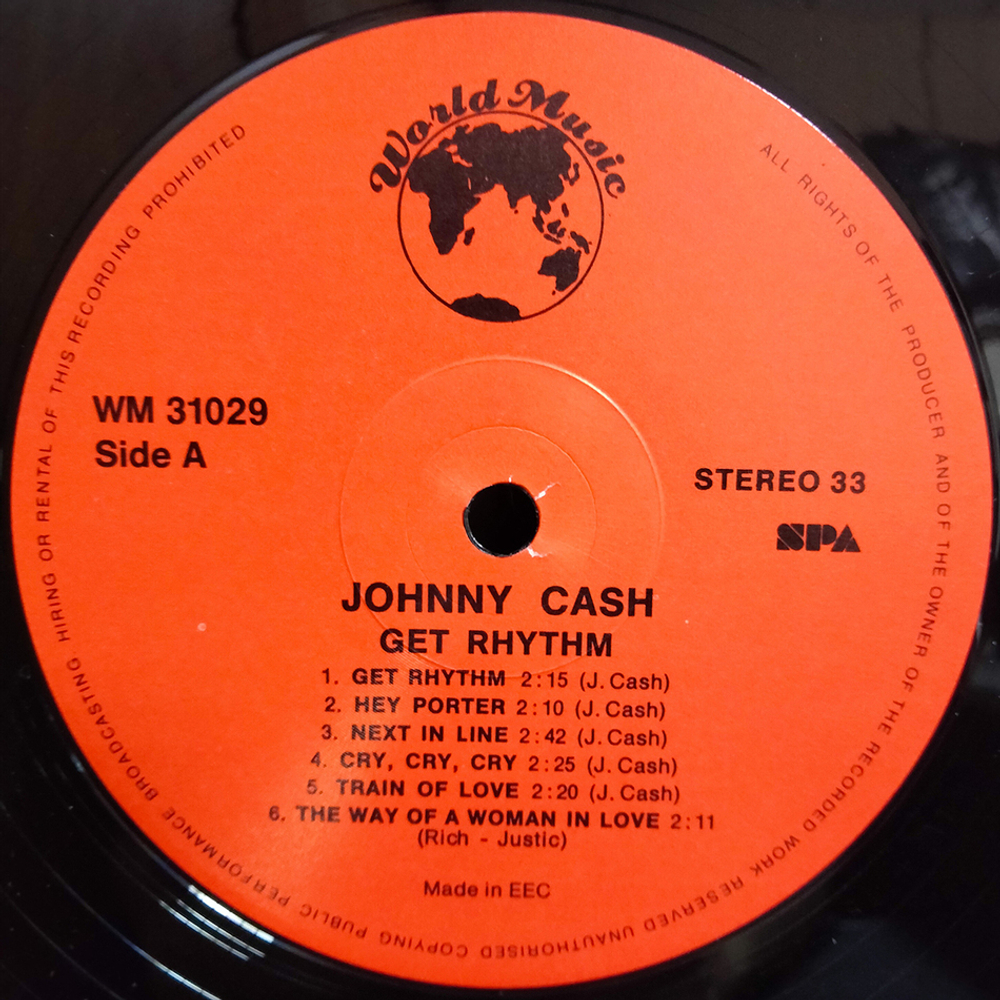 World Music
ALL RIGHTS OF THE PRODUCER AND OF THE OWNER OF THE RECORDED WORK RESERVED UNAUTHORISED COPYING PUBLIC PERFORMANCE BROADCASTING. HIRING OR RENTAL OF THIS RECORDING PROHIBITED
WM 31029
Side A
STEREO 33
SPA
JOHNNY CASH
GET RHYTHM
1. GET RHYTHM 2:15 (J. Cash)
2. HEY PORTER 2:10 (J. Cash)
3. NEXT IN LINE 2:42 (J. Cash)
4. CRY, CRY, CRY 2:25 (J. Cash)
5. TRAIN OF LOVE 2:20 (J. Cash)
6. THE WAY OF A WOMAN IN LOVE 2:11
(Rich - Justic)
Made in EEC